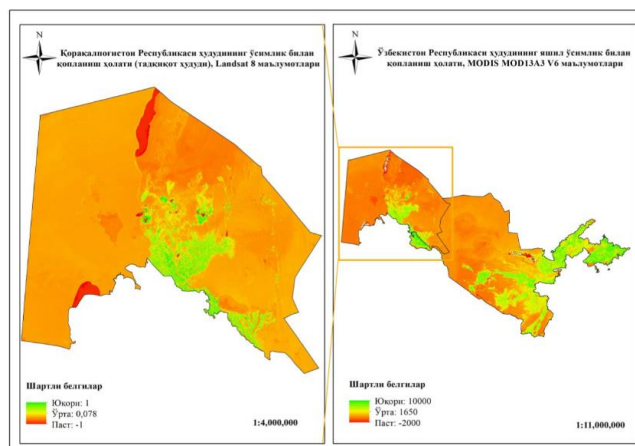 N
Қорақалпоғистон Республикаси ҳудудининг ўсимлик билан
қопланиш ҳолати (тадқиқот ҳудуди), Landsat 8 маълумотлари
Шартли белгилар
Юқори: 1
Ўрта: 0,078
Паст: -1
1:4,000,000
N
Ўзбекистон Республикаси ҳудудининг яшил ўсимлик билан
қопланиш ҳолати, MODIS MOD13A3 V6 маълумотлари
Шартли белгилар
Юқори: 10000
Ўрта: 1650
Паст: -2000
1:11,000,000